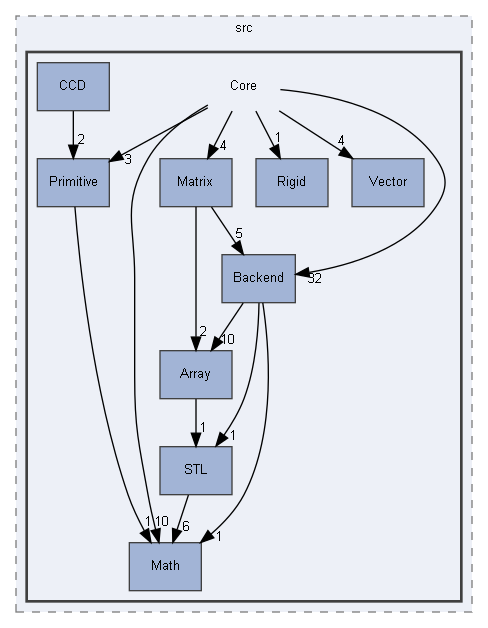 src
CCD
Core
2
3
4
1
4
Primitive
Matrix
Rigid
Vector
5
Backend
32
2
10
Array
1
1
STL
1
10
6
1
Math